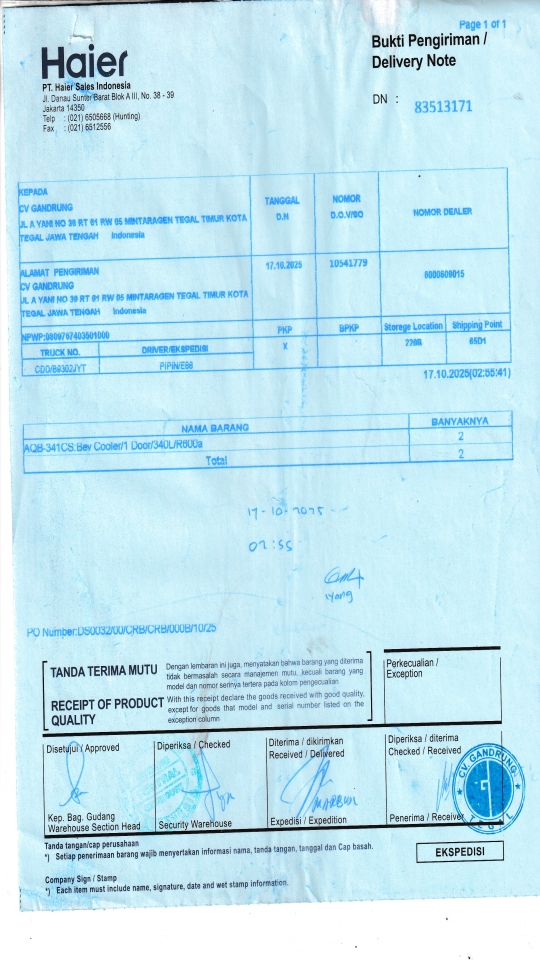 Page 1 of 1
Haier
Bukti Pengiriman /
Delivery Note
PT. Haier Sales Indonesia
Jl. Danau Sunter Barat Blok A III, No. 38 - 39
Jakarta 14350
Telp : (021) 6505668 (Hunting)
Fax : (021) 6512556
DN : 83513171
KEPADA
CV GANDRUNG
JL A YANI NO 39 RT 01 RW 05 MINTARAGEN TEGAL TIMUR KOTA
TEGAL JAWA TENGAH Indonesia
TANGGAL
D.N
NOMOR
D.O.V/SO
NOMOR DEALER
ALAMAT PENGIRIMAN
CV GANDRUNG
JL A YANI NO 39 RT 01 RW 05 MINTARAGEN TEGAL TIMUR KOTA
TEGAL JAWA TENGAH Indonesia
17.10.2025
10541779
6000609015
NPWP:0809767403501000
PKP
BPKP
Storege Location
Shipping Point
TRUCK NO.
DRIVER/EKSPEDISI
X
220B
65D1
CDD/B9302JYT
PIPIN/E66
17.10.2025(02:55:41)
NAMA BARANG
BANYAKNYA
AQB-341CS:Bev Cooler/1 Door/340L/R600a
2
Total
2
17-10-2025
02:55
iyang
PO Number:DS0032/00/CRB/CRB/000B/10/25
TANDA TERIMA MUTU
Dengan lembaran ini juga, menyatakan bahwa barang yang diterima
tidak bermasalah secara manajemen mutu, kecuali barang yang
model dan nomor serinya tertera pada kolom pengecualian
RECEIPT OF PRODUCT
QUALITY
With this receipt declare the goods received with good quality,
except for goods that model and serial number listed on the
exception column
Perkecualian /
Exception
Disetujui / Approved
Diperiksa / Checked
Diterima / dikirimkan
Received / Delivered
Diperiksa / diterima
Checked / Received
CV. GANDRUNG
TEGAL
Kep. Bag. Gudang
Warehouse Section Head
Security Warehouse
Expedisi / Expedition
Penerima / Receiver
Tanda tangan/cap perusahaan
*) Setiap penerimaan barang wajib menyertakan informasi nama, tanda tangan, tanggal dan Cap basah.
EKSPEDISI
Company Sign / Stamp
*) Each item must include name, signature, date and wet stamp information.